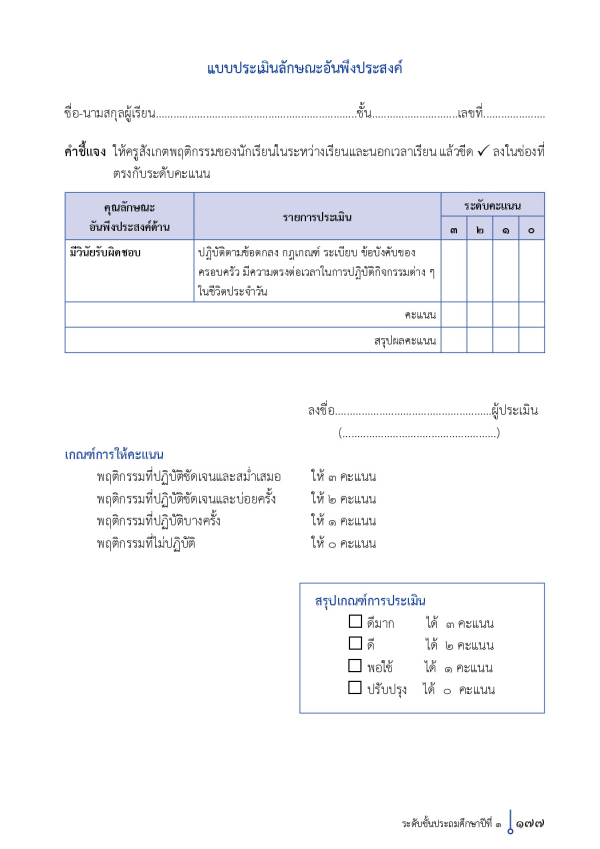 แบบประเมินลักษณะอันพึงประสงค์
ชื่อ-นามสกุลผู้เรียน....................................................................ชั้น.............................เลขที่.....................
คำชี้แจง ให้ครูสังเกตพฤติกรรมของนักเรียนในระหว่างเรียนและนอกเวลาเรียน แล้วขีด ✓ ลงในช่องที่
ตรงกับระดับคะแนน
คุณลักษณะ
อันพึงประสงค์ด้าน
รายการประเมิน
ระดับคะแนน
๓ ๒ ๑ ๐
มีวินัยรับผิดชอบ
ปฏิบัติตามข้อตกลง กฎเกณฑ์ ระเบียบ ข้อบังคับของ
ครอบครัว มีความตรงต่อเวลาในการปฏิบัติกิจกรรมต่าง ๆ
ในชีวิตประจำวัน
คะแนน
สรุปผลคะแนน
ลงชื่อ.....................................................ผู้ประเมิน
(....................................................)
เกณฑ์การให้คะแนน
พฤติกรรมที่ปฏิบัติชัดเจนและสม่ำเสมอ ให้ ๓ คะแนน
พฤติกรรมที่ปฏิบัติชัดเจนและบ่อยครั้ง ให้ ๒ คะแนน
พฤติกรรมที่ปฏิบัติบางครั้ง ให้ ๑ คะแนน
พฤติกรรมที่ไม่ปฏิบัติ ให้ ๐ คะแนน
สรุปเกณฑ์การประเมิน
☐ ดีมาก ได้ ๓ คะแนน
☐ ดี ได้ ๒ คะแนน
☐ พอใช้ ได้ ๑ คะแนน
☐ ปรับปรุง ได้ ๐ คะแนน
ระดับชั้นประถมศึกษาปีที่ ๑ ๑๗๗